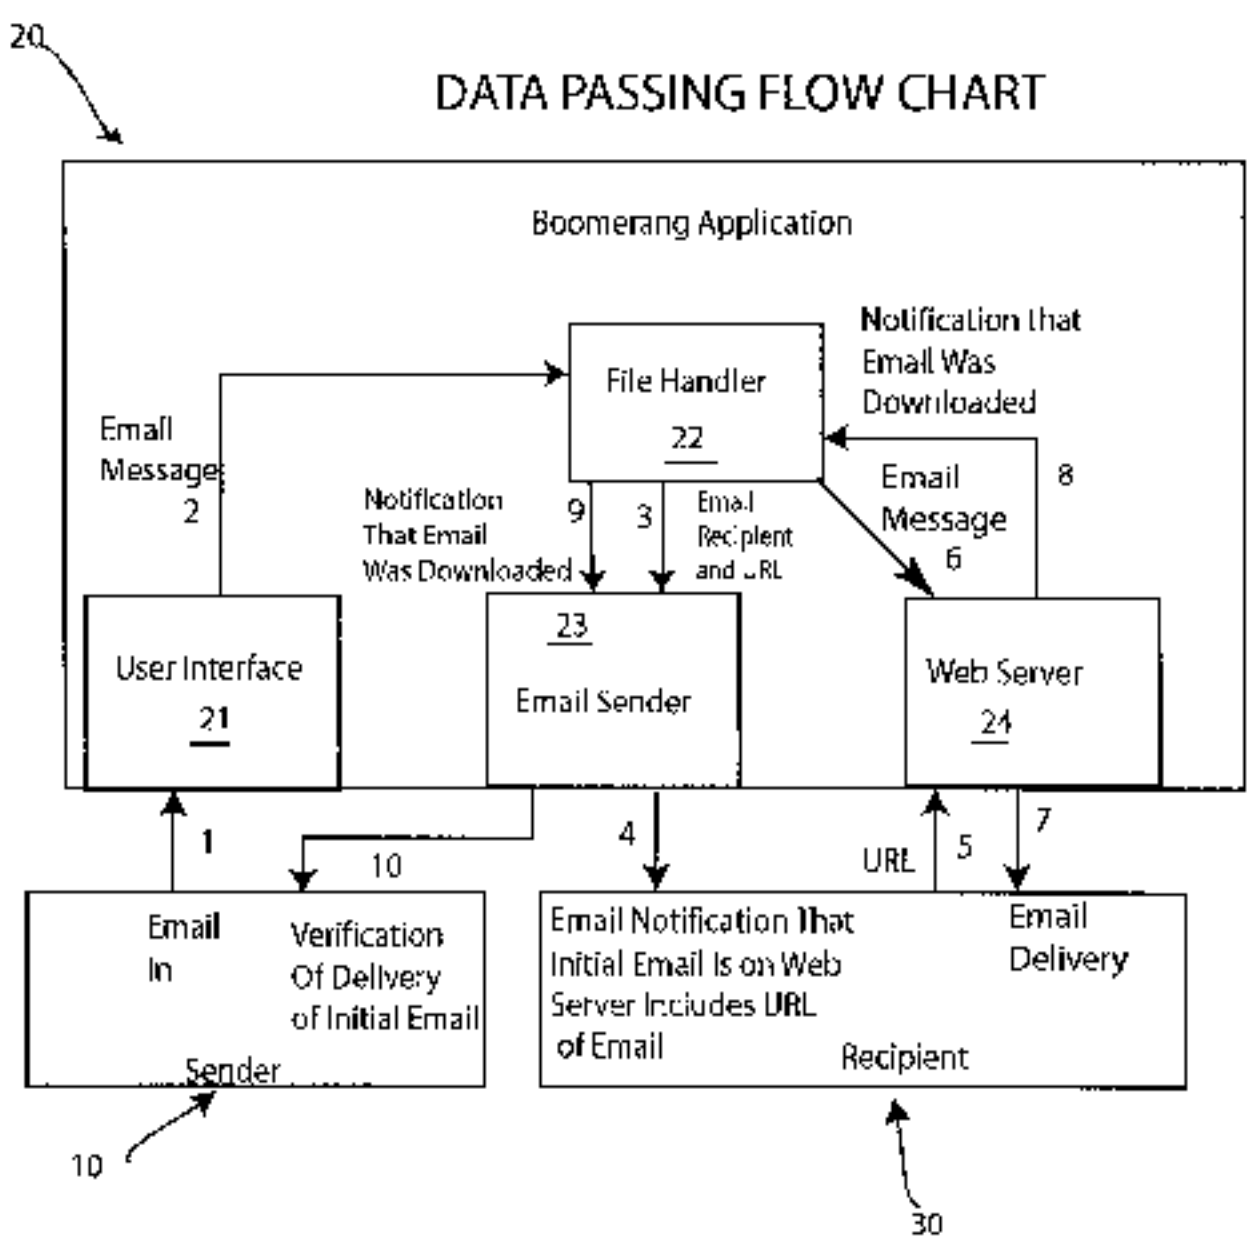 20
DATA PASSING FLOW CHART
Boomerang Application
File Handler
22
Notification that
Email Was
Downloaded
8
Email
Message
2
Notification
That Email
Was Downloaded
9
3
Email
Recipient
and URL
Email
Message
6
User Interface
21
23
Email Sender
Web Server
24
1
10
4
URL
5
7
Email
In
Verification
Of Delivery
of Initial Email
Sender
Email Notification That
Initial Email Is on Web
Server Includes URL
of Email
Email
Delivery
Recipient
10
30